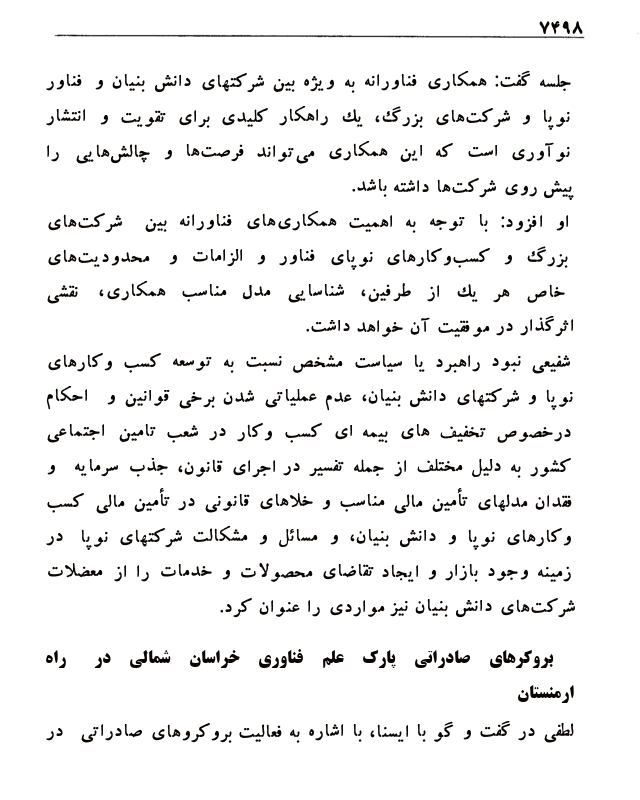 ۷۴۹۸
جلسه گفت: همکاری فناورانه به ویژه بین شرکتهای دانش بنیان و فناور
نوپا و شرکت‌های بزرگ، یك راهکار کلیدی برای تقویت و انتشار
نوآوری است که این همکاری می‌تواند فرصت‌ها و چالش‌هایی را
پیش روی شرکت‌ها داشته باشد.
او افزود: با توجه به اهمیت همکاری‌های فناورانه بین شرکت‌های
بزرگ و کسب‌وکارهای نوپای فناور و الزامات و محدودیت‌های
خاص هر یك از طرفین، شناسایی مدل مناسب همکاری، نقشی
اثرگذار در موفقیت آن خواهد داشت.
شفیعی نبود راهبرد یا سیاست مشخص نسبت به توسعه کسب وکارهای
نوپا و شرکتهای دانش بنیان، عدم عملیاتی شدن برخی قوانین و احکام
درخصوص تخفیف های بیمه ای کسب وکار در شعب تامین اجتماعی
کشور به دلیل مختلف از جمله تفسیر در اجرای قانون، جذب سرمایه و
فقدان مدلهای تأمین مالی مناسب و خلاهای قانونی در تأمین مالی کسب
وکارهای نوپا و دانش بنیان، و مسائل و مشکالت شرکتهای نوپا در
زمینه وجود بازار و ایجاد تقاضای محصولات و خدمات را از معضلات
شرکت‌های دانش بنیان نیز مواردی را عنوان کرد.
بروکرهای صادراتی پارک علم فناوری خراسان شمالی در راه
ارمنستان
لطفی در گفت و گو با ایسنا، با اشاره به فعالیت بروکروهای صادراتی در